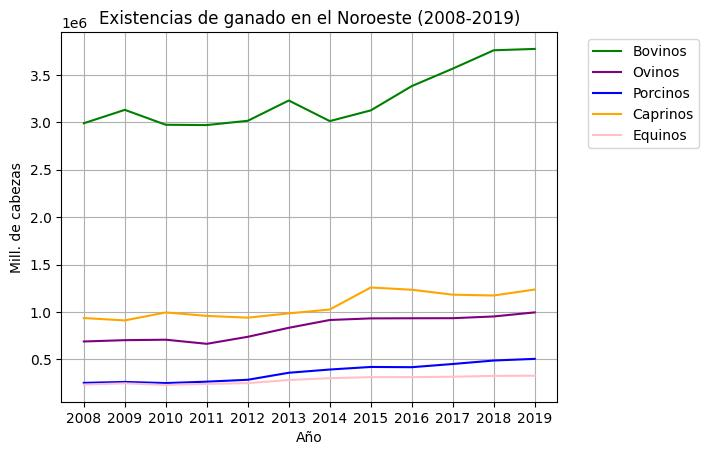 Existencias de ganado en el Noroeste (2008-2019)
1e6
3.5
3.0
2.5
2.0
1.5
1.0
0.5
Mill. de cabezas
2008 2009 2010 2011 2012 2013 2014 2015 2016 2017 2018 2019
Año
Bovinos
Ovinos
Porcinos
Caprinos
Equinos